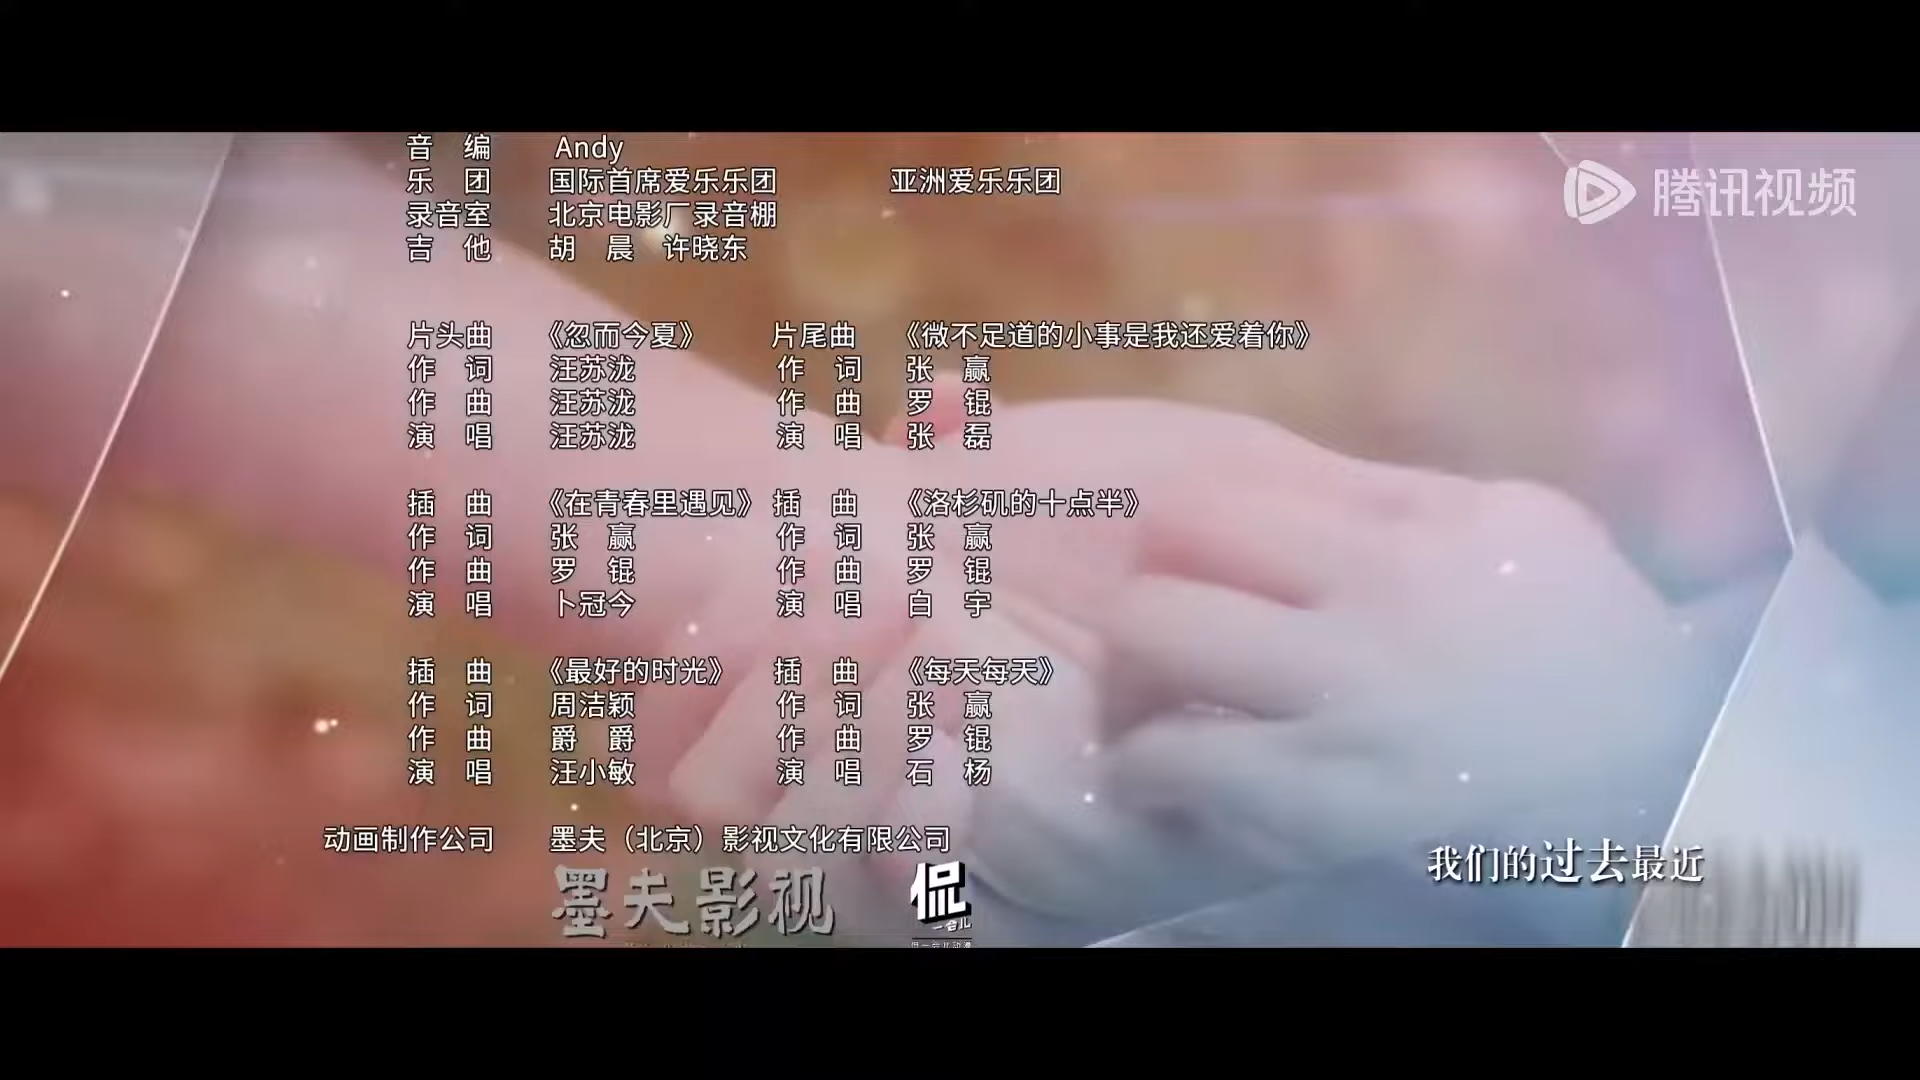 音 编 Andy
乐 团 国际首席爱乐乐团 亚洲爱乐乐团
腾讯视频
录音室 北京电影厂录音棚
吉 他 胡 晨 许晓东
片头曲 《忽而今夏》 片尾曲 《微不足道的小事是我还爱着你》
作 词 汪苏泷 作 词 张 赢
作 曲 汪苏泷 作 曲 罗 锟
演 唱 汪苏泷 演 唱 张 磊
插 曲 《在青春里遇见》 插 曲 《洛杉矶的十点半》
作 词 张 赢 作 词 张 赢
作 曲 罗 锟 作 曲 罗 锟
演 唱 卜冠今 演 唱 白 宇
插 曲 《最好的时光》 插 曲 《每天每天》
作 词 周洁颖 作 词 张 赢
作 曲 爵 爵 作 曲 罗 锟
演 唱 汪小敏 演 唱 石 杨
动画制作公司 墨夫（北京）影视文化有限公司
墨夫影视 侃
一会儿
我们的过去最近